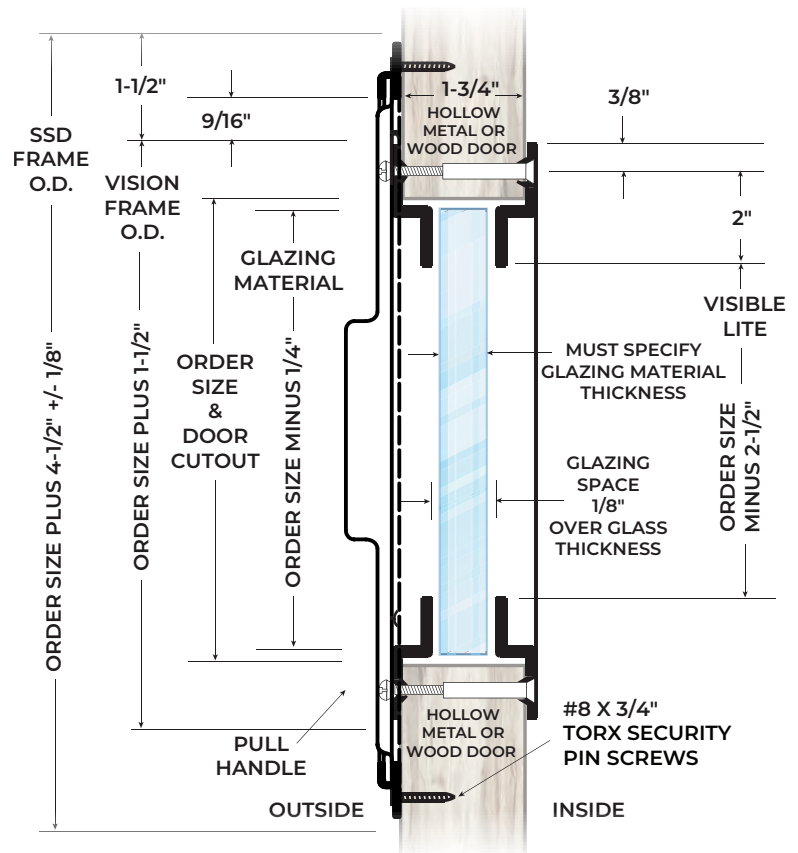 1-1/2"
9/16"
SSD
FRAME
O.D.
VISION
FRAME
O.D.
GLAZING
MATERIAL
ORDER
SIZE
&
DOOR
CUTOUT
ORDER SIZE PLUS 4-1/2" +/- 1/8"
ORDER SIZE PLUS 1-1/2"
ORDER SIZE MINUS 1/4"
PULL
HANDLE
OUTSIDE
1-3/4"
HOLLOW
METAL OR
WOOD DOOR
3/8"
2"
VISIBLE
LITE
MUST SPECIFY
GLAZING MATERIAL
THICKNESS
GLAZING
SPACE
1/8"
OVER GLASS
THICKNESS
ORDER SIZE
MINUS 2-1/2"
HOLLOW
METAL OR
WOOD DOOR
#8 X 3/4"
TORX SECURITY
PIN SCREWS
INSIDE